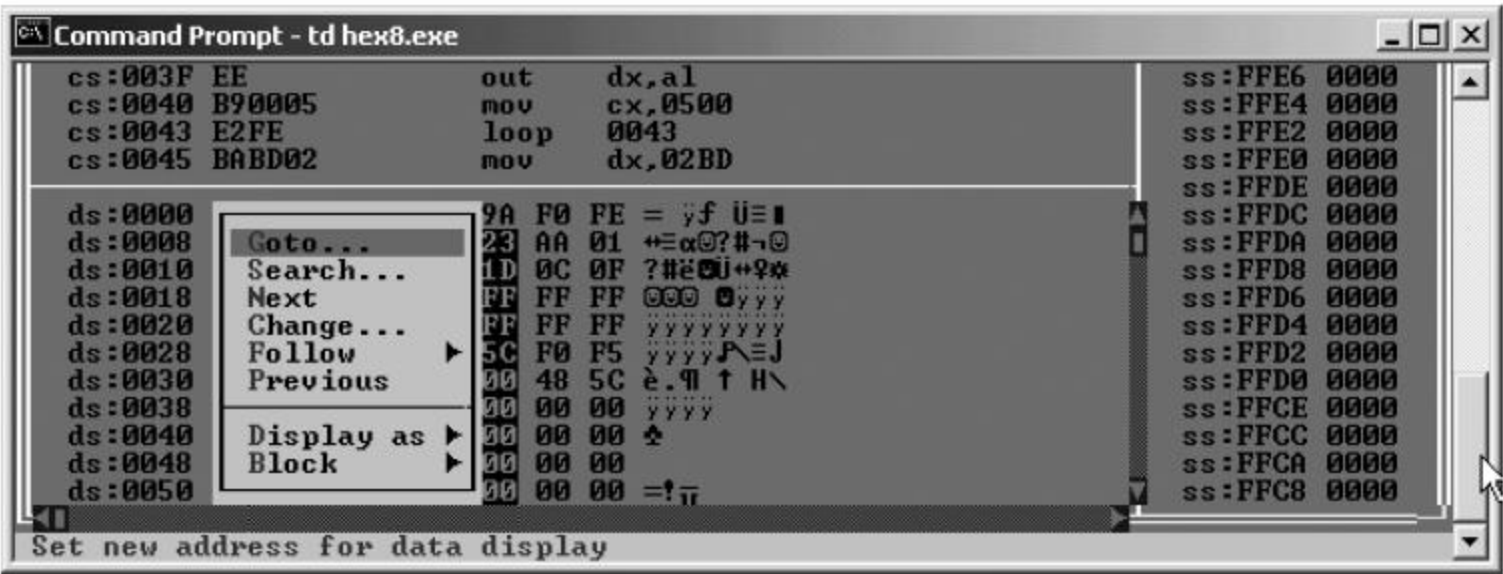 Command Prompt - td hex8.exe
cs:003F EE out dx,al ss:FFE6 0000
cs:0040 B90005 mov cx,0500 ss:FFE4 0000
cs:0043 E2FE loop 0043 ss:FFE2 0000
cs:0045 BABD02 mov dx,02BD ss:FFE0 0000
ss:FFDE 0000
ds:0000 9A F0 FE = ÿƒ Ü≡■ ss:FFDC 0000
ds:0008 Goto... 23 AA 01 ↔≡α☺?#¬☺ ss:FFDA 0000
ds:0010 Search... 1D 0C 0F ?#ë☻Ü↔♀☼ ss:FFD8 0000
ds:0018 Next FF FF FF ☺☺☺ ☻ÿÿÿ ss:FFD6 0000
ds:0020 Change... FF FF FF ÿÿÿÿÿÿÿÿ ss:FFD4 0000
ds:0028 Follow ► 5C F0 F5 ÿÿÿÿ♪\≡⌡ ss:FFD2 0000
ds:0030 Previous 00 48 5C è.¶ ↑ H\ ss:FFD0 0000
ds:0038 00 00 00 ÿÿÿÿ ss:FFCE 0000
ds:0040 Display as ► 00 00 00 ♣ ss:FFCC 0000
ds:0048 Block ► 00 00 00 ss:FFCA 0000
ds:0050 00 00 00 =!╥ ss:FFC8 0000
Set new address for data display